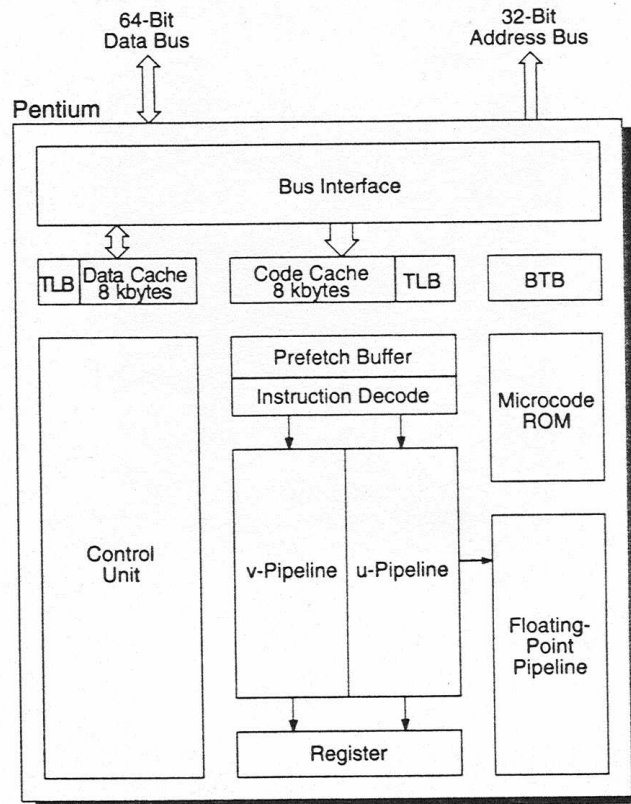 64-Bit
Data Bus
32-Bit
Address Bus
Pentium
Bus Interface
TLB
Data Cache
8 kbytes
Code Cache
8 kbytes
TLB
BTB
Prefetch Buffer
Instruction Decode
Microcode
ROM
Control
Unit
v-Pipeline
u-Pipeline
Floating-
Point
Pipeline
Register